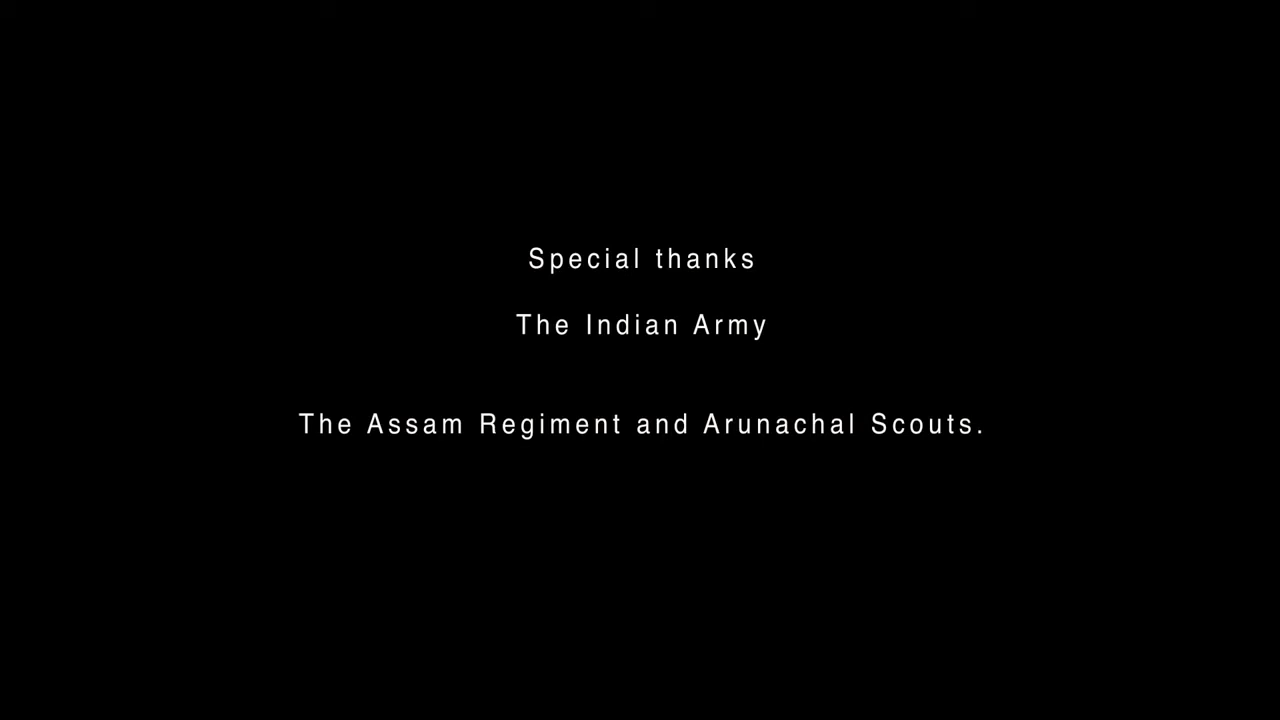 Special thanks
The Indian Army
The Assam Regiment and Arunachal Scouts.